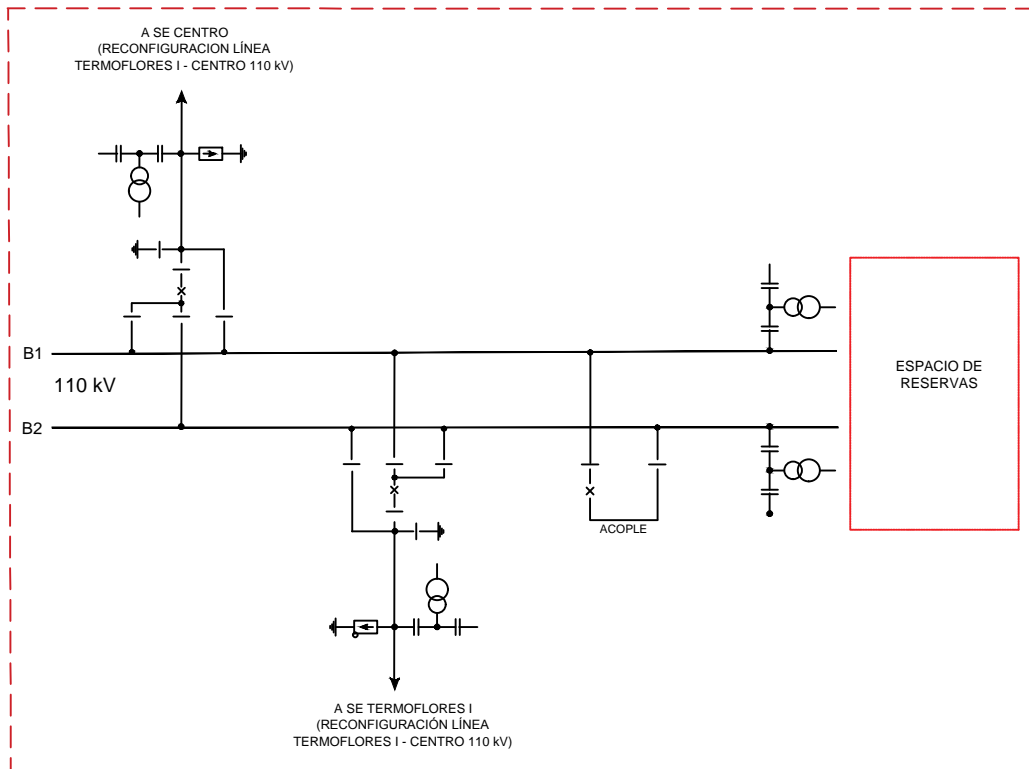 A SE CENTRO
(RECONFIGURACION LÍNEA
TERMOFLORES I - CENTRO 110 kV)
B1
110 kV
B2
ESPACIO DE
RESERVAS
ACOPLE
A SE TERMOFLORES I
(RECONFIGURACIÓN LÍNEA
TERMOFLORES I - CENTRO 110 kV)